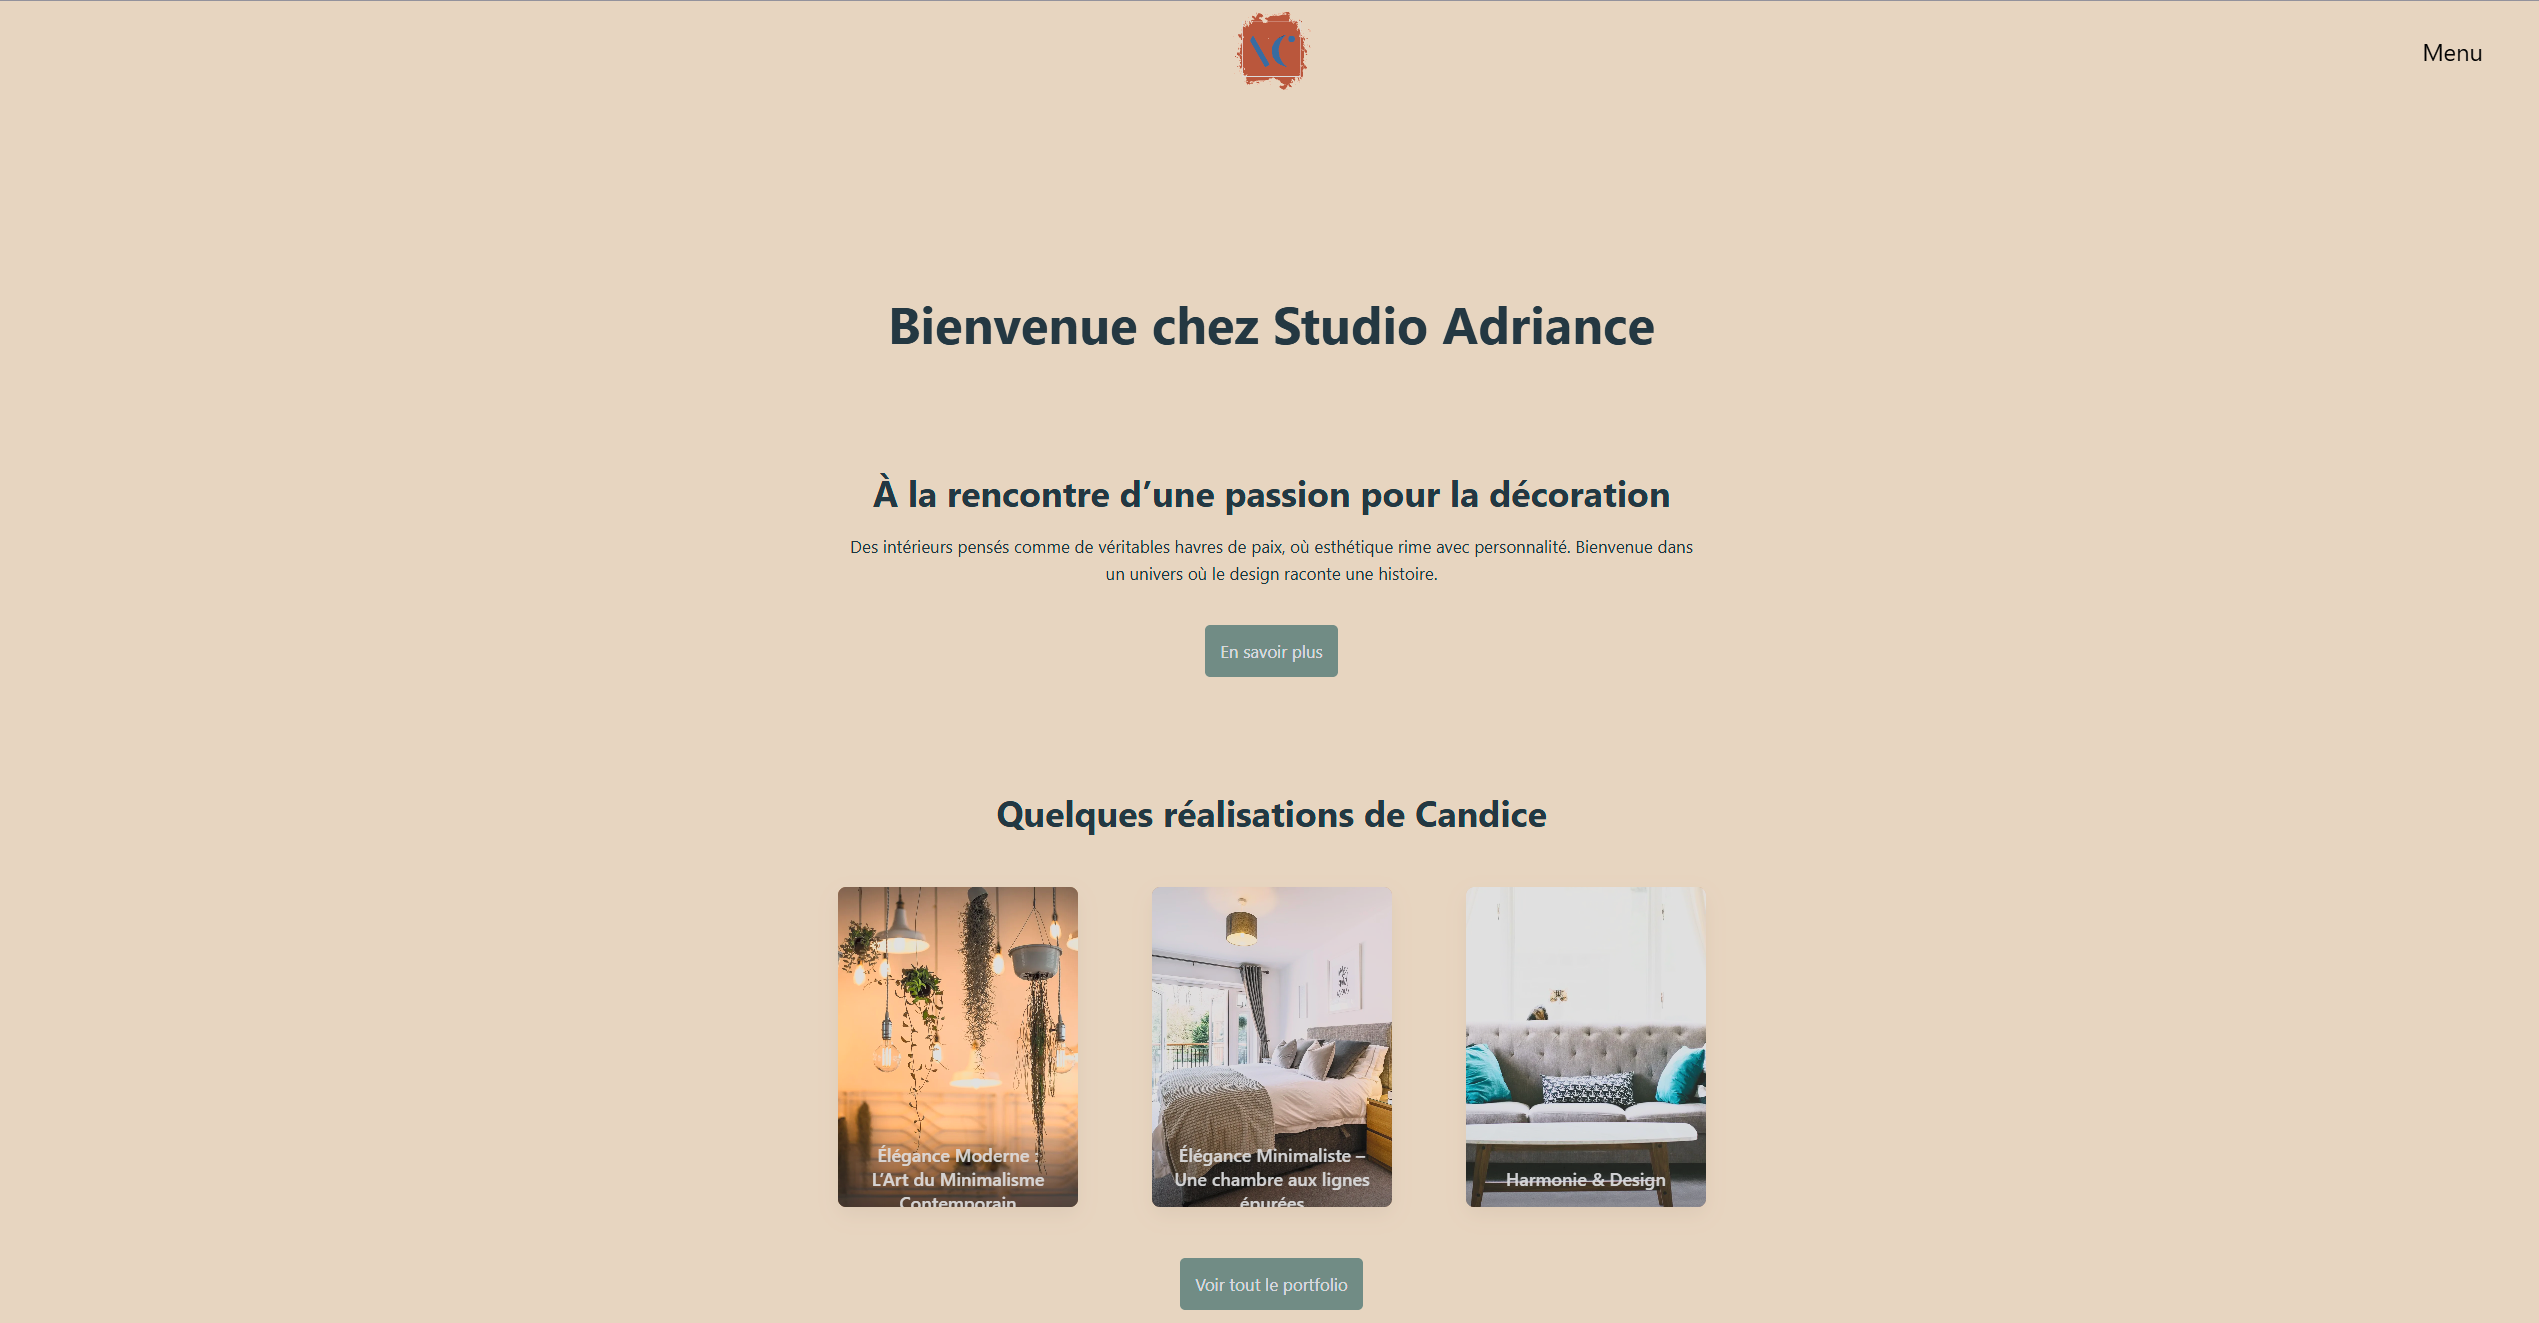 Menu
Bienvenue chez Studio Adriance
À la rencontre d’une passion pour la décoration
Des intérieurs pensés comme de véritables havres de paix, où esthétique rime avec personnalité. Bienvenue dans
un univers où le design raconte une histoire.
En savoir plus
Quelques réalisations de Candice
Élégance Moderne :
L’Art du Minimalisme
Contemporain
Élégance Minimaliste –
Une chambre aux lignes
épurées
Harmonie & Design
Voir tout le portfolio